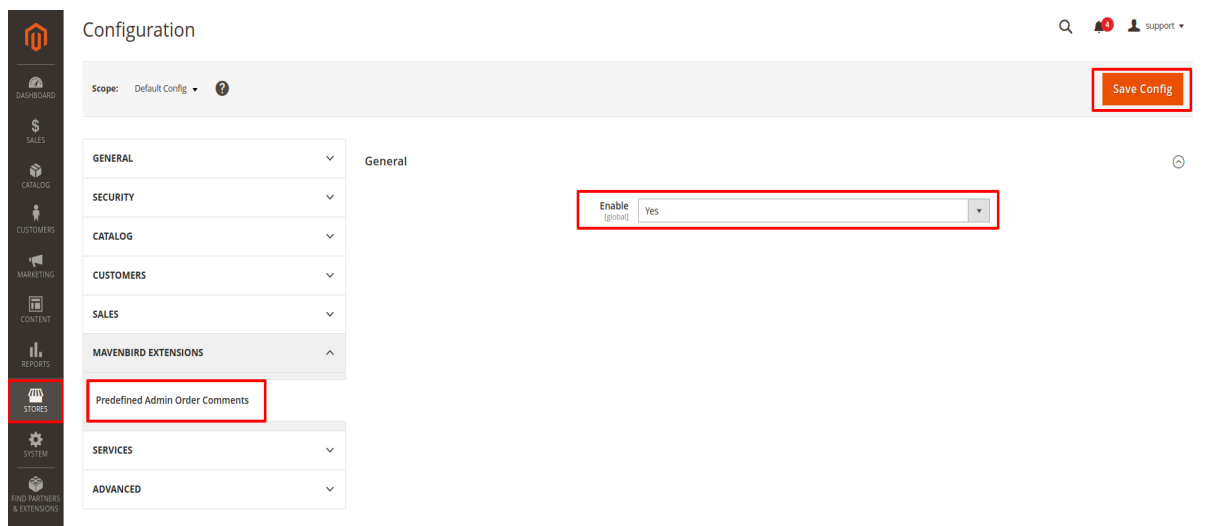 Configuration
4
support
DASHBOARD
Scope: Default Config ?
Save Config
$
SALES
CATALOG
CUSTOMERS
MARKETING
CONTENT
REPORTS
STORES
SYSTEM
FIND PARTNERS
& EXTENSIONS
GENERAL
SECURITY
CATALOG
CUSTOMERS
SALES
MAVENBIRD EXTENSIONS
Predefined Admin Order Comments
SERVICES
ADVANCED
General
Enable
[global]
Yes